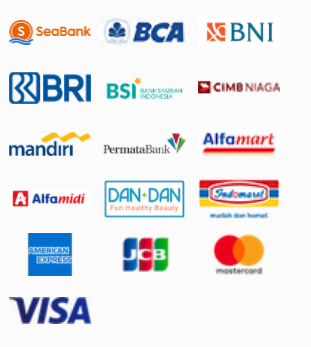 SeaBank
BCA
BNI
BRI
BSI BANK SYARIAH
INDONESIA
CIMB NIAGA
mandiri
PermataBank
Alfamart
Alfamidi
DAN+DAN
Fun Healthy Beauty
Indomaret
mudah dan hemat
AMERICAN
EXPRESS
JCB
mastercard
VISA